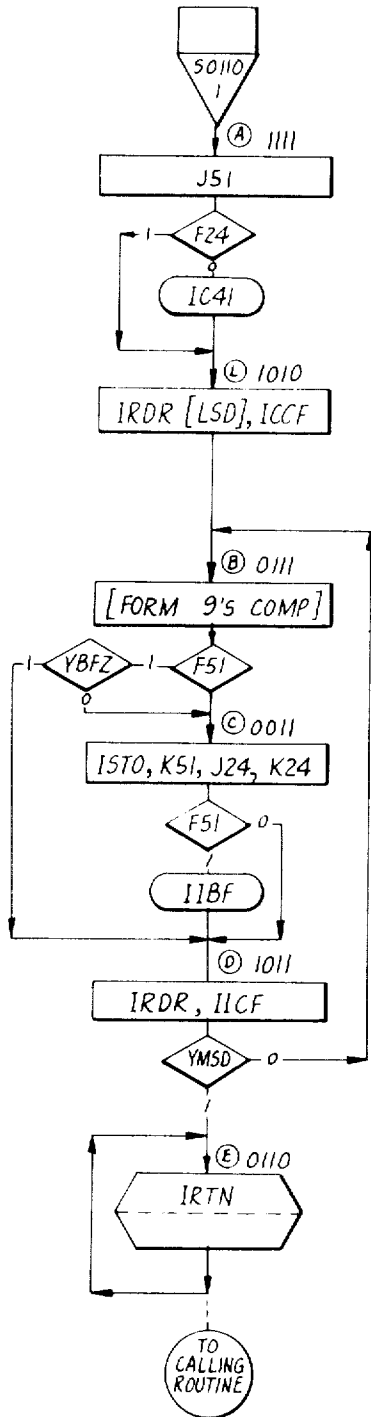 50110
1
A 1111
J51
1 F24
0
IC41
L 1010
IRDR [LSD], ICCF
B 0111
[FORM 9's COMP]
1 YBFZ 1 F51
0
C 0011
ISTO, K51, J24, K24
F51 0
1
IIBF
D 1011
IRDR, IICF
YMSD 0
1
E 0110
IRTN
TO
CALLING
ROUTINE